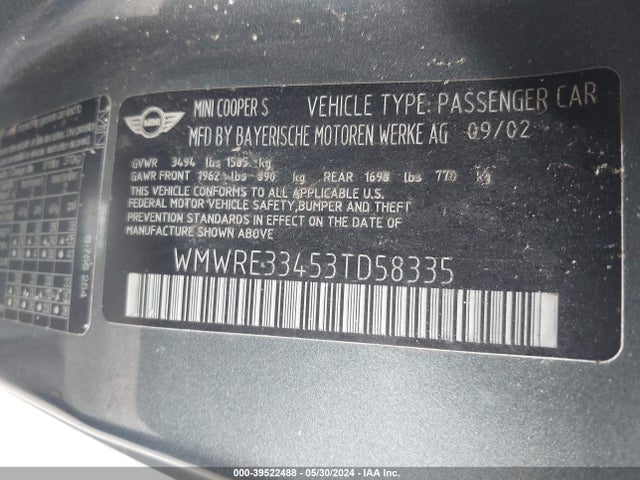 MINI
MINI COOPER S VEHICLE TYPE: PASSENGER CAR
MFD BY BAYERISCHE MOTOREN WERKE AG 09/02
GVWR 3494 lbs 1585 kg
GAWR FRONT 1962 lbs 890 kg REAR 1698 lbs 770 kg
THIS VEHICLE CONFORMS TO ALL APPLICABLE U.S.
FEDERAL MOTOR VEHICLE SAFETY,BUMPER AND THEFT
PREVENTION STANDARDS IN EFFECT ON THE DATE OF
MANUFACTURE SHOWN ABOVE
WMWRE33453TD58335
MINI
000-39522488 - 05/30/2024 - IAA Inc.